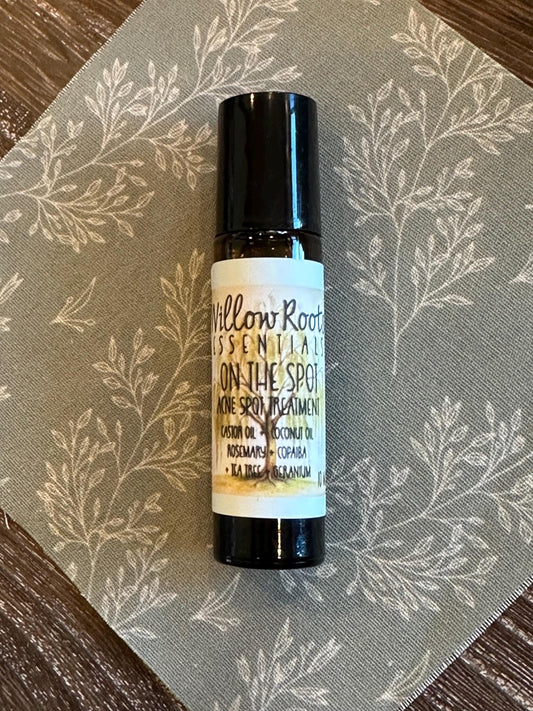 Willow Roots
ESSENTIALS
ON THE SPOT
ACNE SPOT TREATMENT
CASTOR OIL + COCONUT OIL
ROSEMARY + COPAIBA
+ TEA TREE + GERANIUM